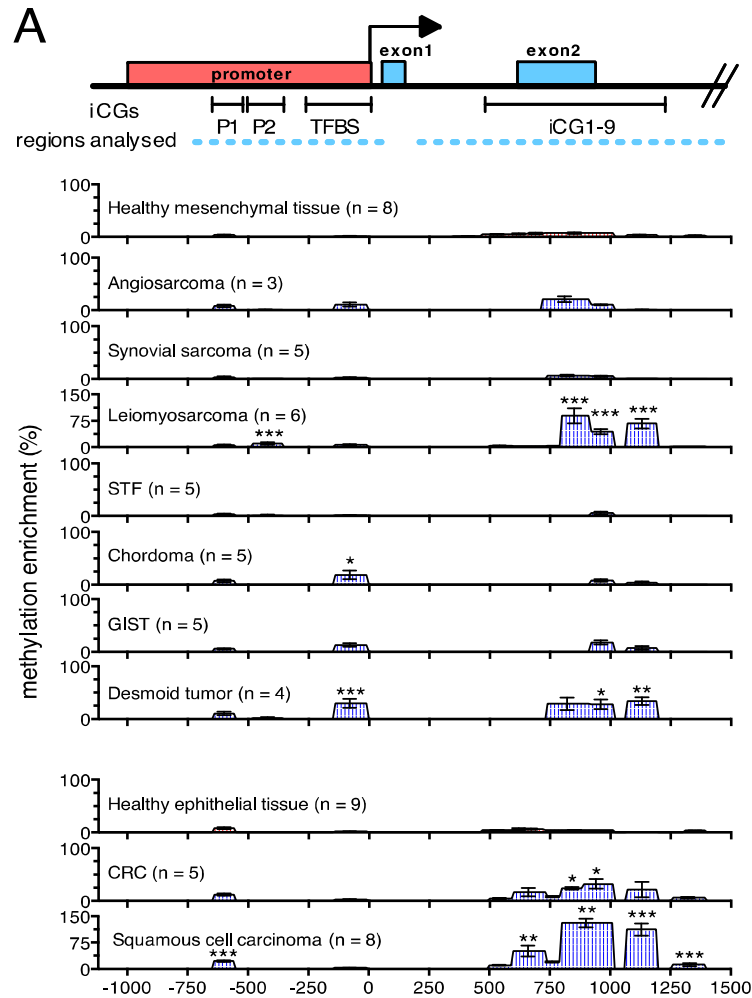 A
promoter
exon1
exon2
iCGs
P1
P2
TFBS
iCG1-9
regions analysed
methylation enrichment (%)
100
0
Healthy mesenchymal tissue (n = 8)
100
0
Angiosarcoma (n = 3)
100
0
Synovial sarcoma (n = 5)
150
75
0
Leiomyosarcoma (n = 6)
***
***
***
***
100
0
STF (n = 5)
100
0
Chordoma (n = 5)
*
100
0
GIST (n = 5)
100
0
Desmoid tumor (n = 4)
***
*
**
100
0
Healthy ephithelial tissue (n = 9)
100
0
CRC (n = 5)
*
*
150
75
0
Squamous cell carcinoma (n = 8)
***
**
**
***
***
-1000 -750 -500 -250 0 250 500 750 1000 1250 1500